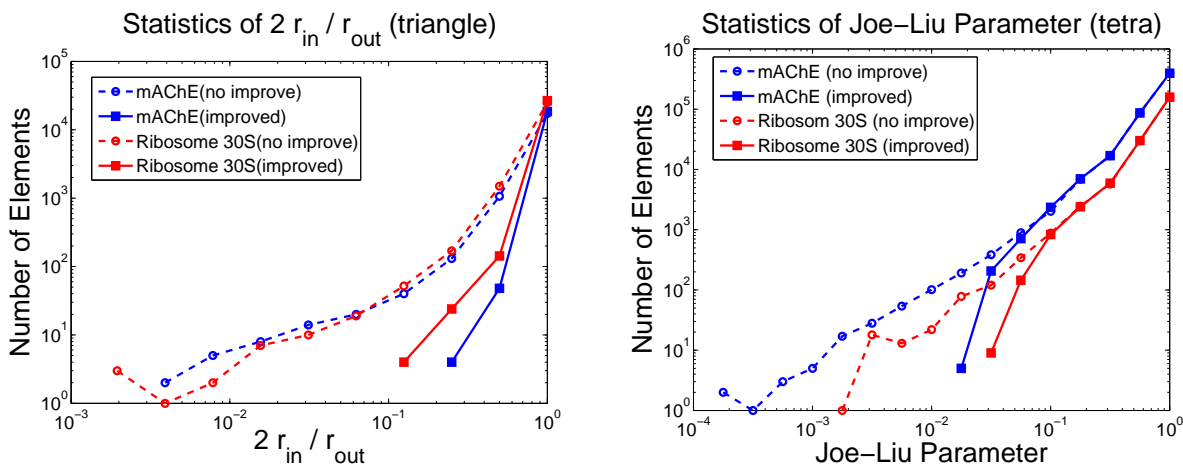 Statistics of 2 r_in / r_out (triangle)
Number of Elements
10^5
10^4
10^3
10^2
10^1
10^0
mAChE(no improve)
mAChE(improved)
Ribosome 30S(no improve)
Ribosome 30S(improved)
10^−3
10^−2
10^−1
10^0
2 r_in / r_out
Statistics of Joe−Liu Parameter (tetra)
Number of Elements
10^6
10^5
10^4
10^3
10^2
10^1
10^0
mAChE (no improve)
mAChE (improved)
Ribosom 30S (no improve)
Ribosome 30S (improved)
10^−4
10^−3
10^−2
10^−1
10^0
Joe−Liu Parameter